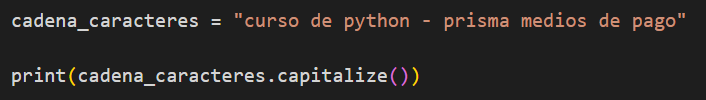 cadena_caracteres = "curso de python - prisma medios de pago"
print(cadena_caracteres.capitalize())